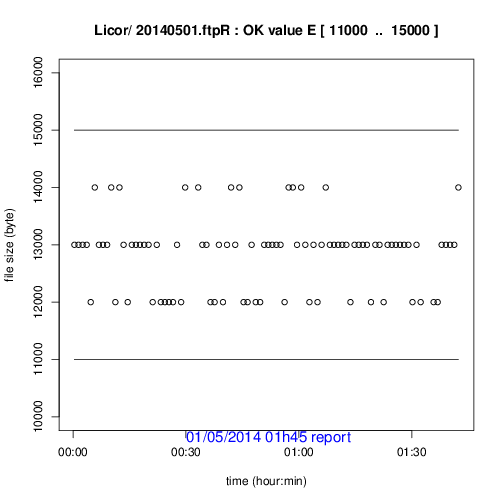 Licor/ 20140501.ftpR : OK value E [ 11000 .. 15000 ]
file size (byte)
16000
15000
14000
13000
12000
11000
10000
01/05/2014 01h45 report
00:00 00:30 01:00 01:30
time (hour:min)